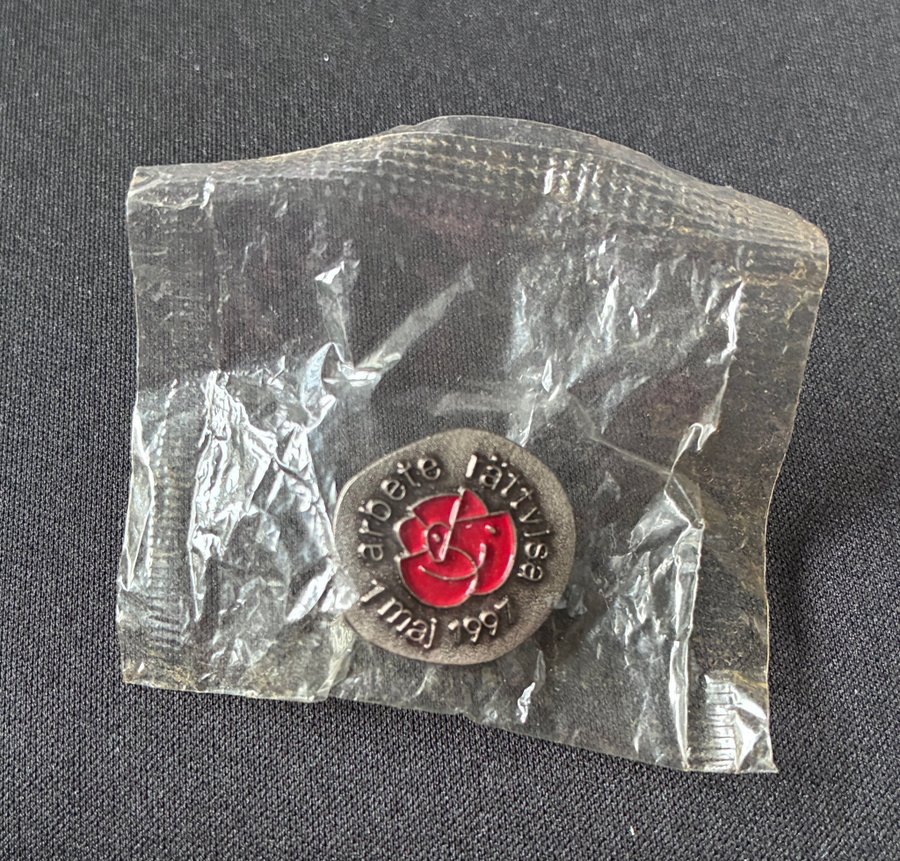 arbete rättvisa
1 maj 1997